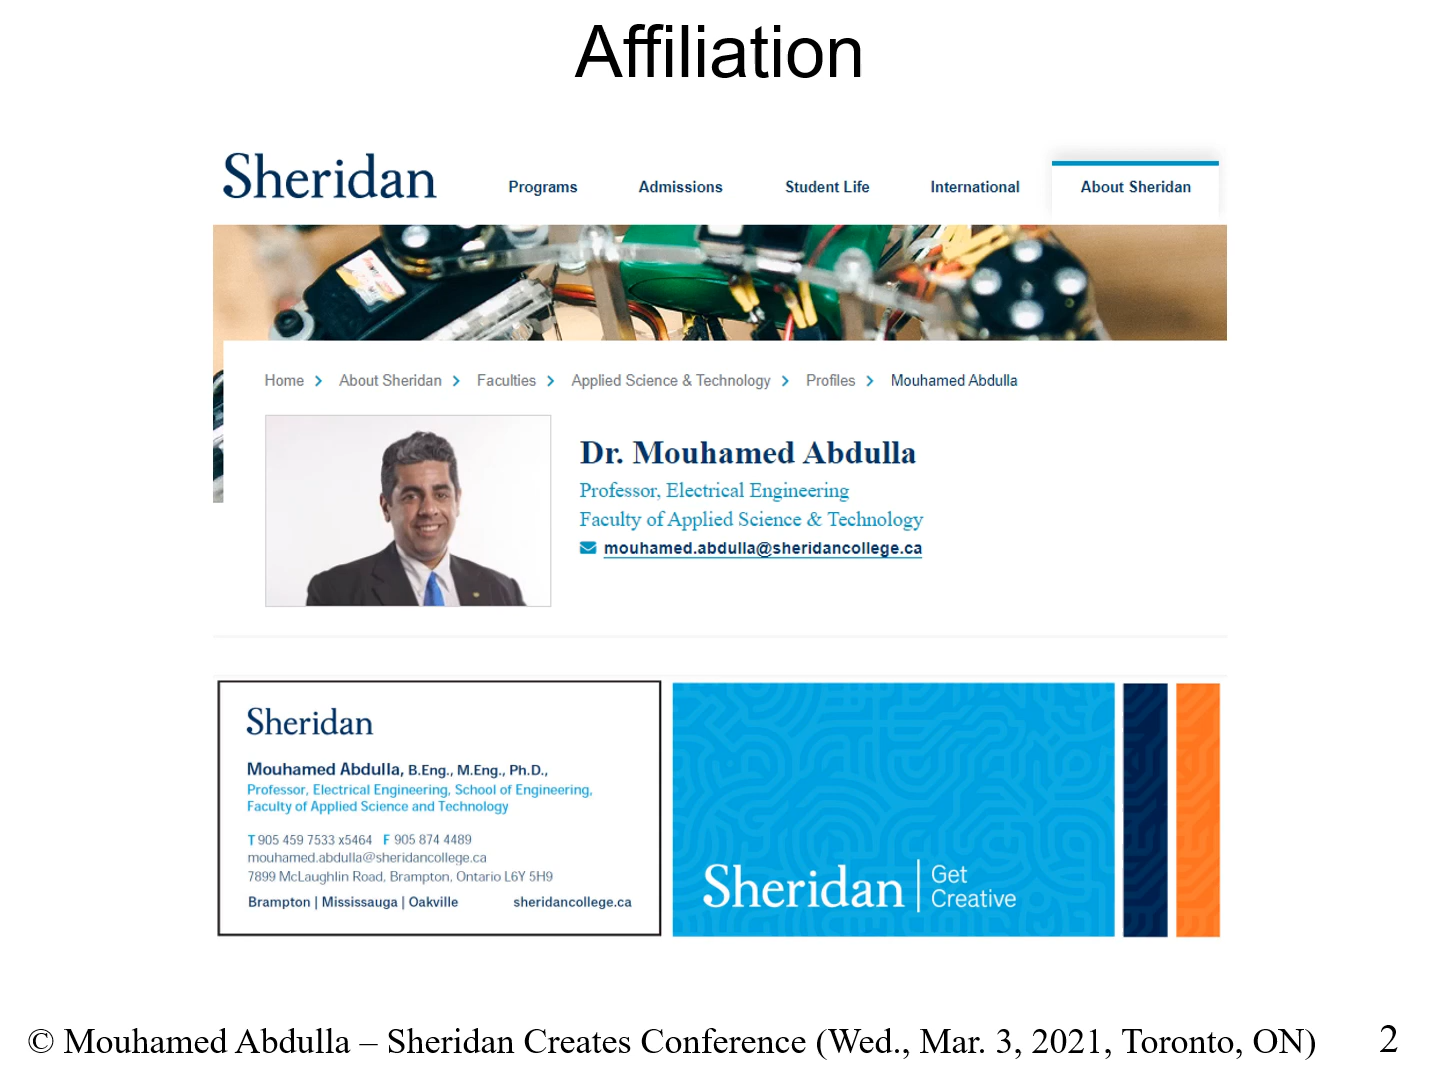 Affiliation
Sheridan
Programs Admissions Student Life International About Sheridan
Home > About Sheridan > Faculties > Applied Science & Technology > Profiles > Mouhamed Abdulla
Dr. Mouhamed Abdulla
Professor, Electrical Engineering
Faculty of Applied Science & Technology
mouhamed.abdulla@sheridancollege.ca
Sheridan
Mouhamed Abdulla, B.Eng., M.Eng., Ph.D.,
Professor, Electrical Engineering, School of Engineering,
Faculty of Applied Science and Technology
T 905 459 7533 x5464 F 905 874 4489
mouhamed.abdulla@sheridancollege.ca
7899 McLaughlin Road, Brampton, Ontario L6Y 5H9
Brampton | Mississauga | Oakville sheridancollege.ca
Sheridan | Get
Creative
© Mouhamed Abdulla – Sheridan Creates Conference (Wed., Mar. 3, 2021, Toronto, ON) 2